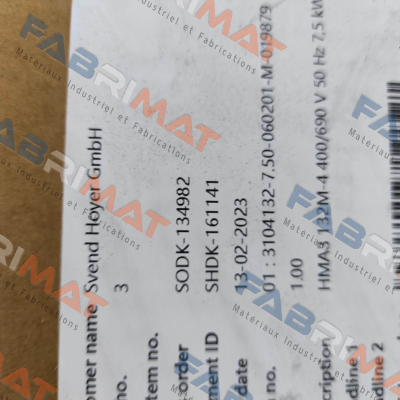 omer name Svend Hoyer GmbH
no. 3
tem no.
order SODK-134982
ment ID SHDK-161141
date 13-02-2023
n no. 01 : 3104132-7.50-060201-M-019879
1.00
cription HMA3 132M-4 400/690 V 50 Hz 7,5 kW
dline 1
dline 2
FABRIMAT
Matériaux Industriel et Fabrications